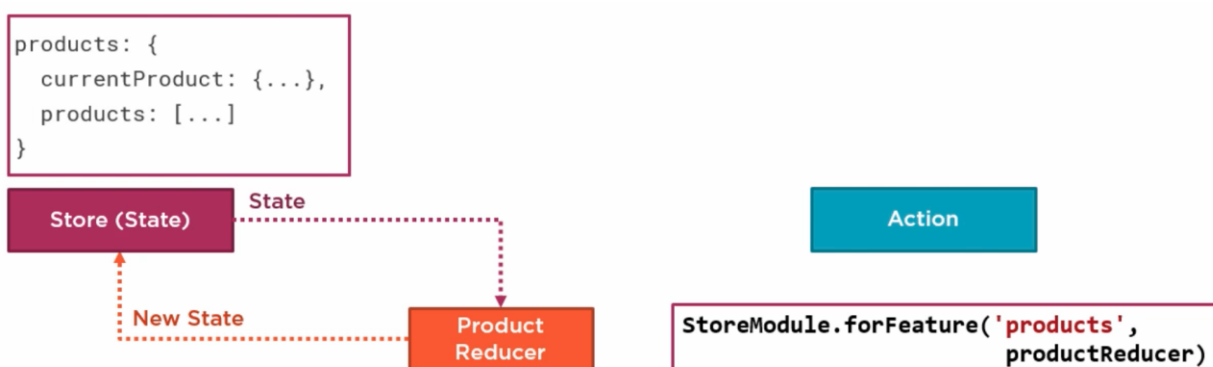 products: {
  currentProduct: {...},
  products: [...]
}
Store (State)
State
Action
New State
Product
Reducer
StoreModule.forFeature('products',
productReducer)